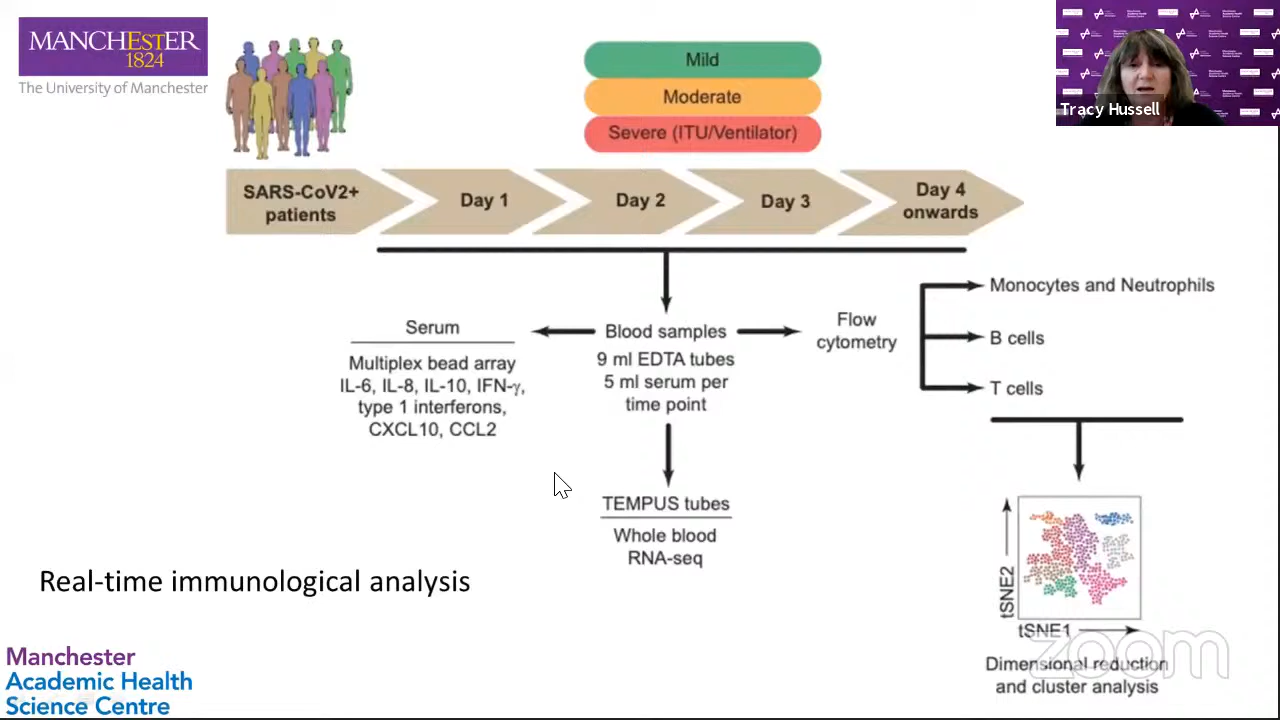 MANCHESTER
1824
The University of Manchester
Mild
Moderate
Severe (ITU/Ventilator)
Tracy Hussell
SARS-CoV2+
patients
Day 1
Day 2
Day 3
Day 4
onwards
Serum
Multiplex bead array
IL-6, IL-8, IL-10, IFN-γ,
type 1 interferons,
CXCL10, CCL2
Blood samples
9 ml EDTA tubes
5 ml serum per
time point
TEMPUS tubes
Whole blood
RNA-seq
Flow
cytometry
Monocytes and Neutrophils
B cells
T cells
tSNE2
tSNE1
Dimensional reduction
and cluster analysis
zoom
Real-time immunological analysis
Manchester
Academic Health
Science Centre